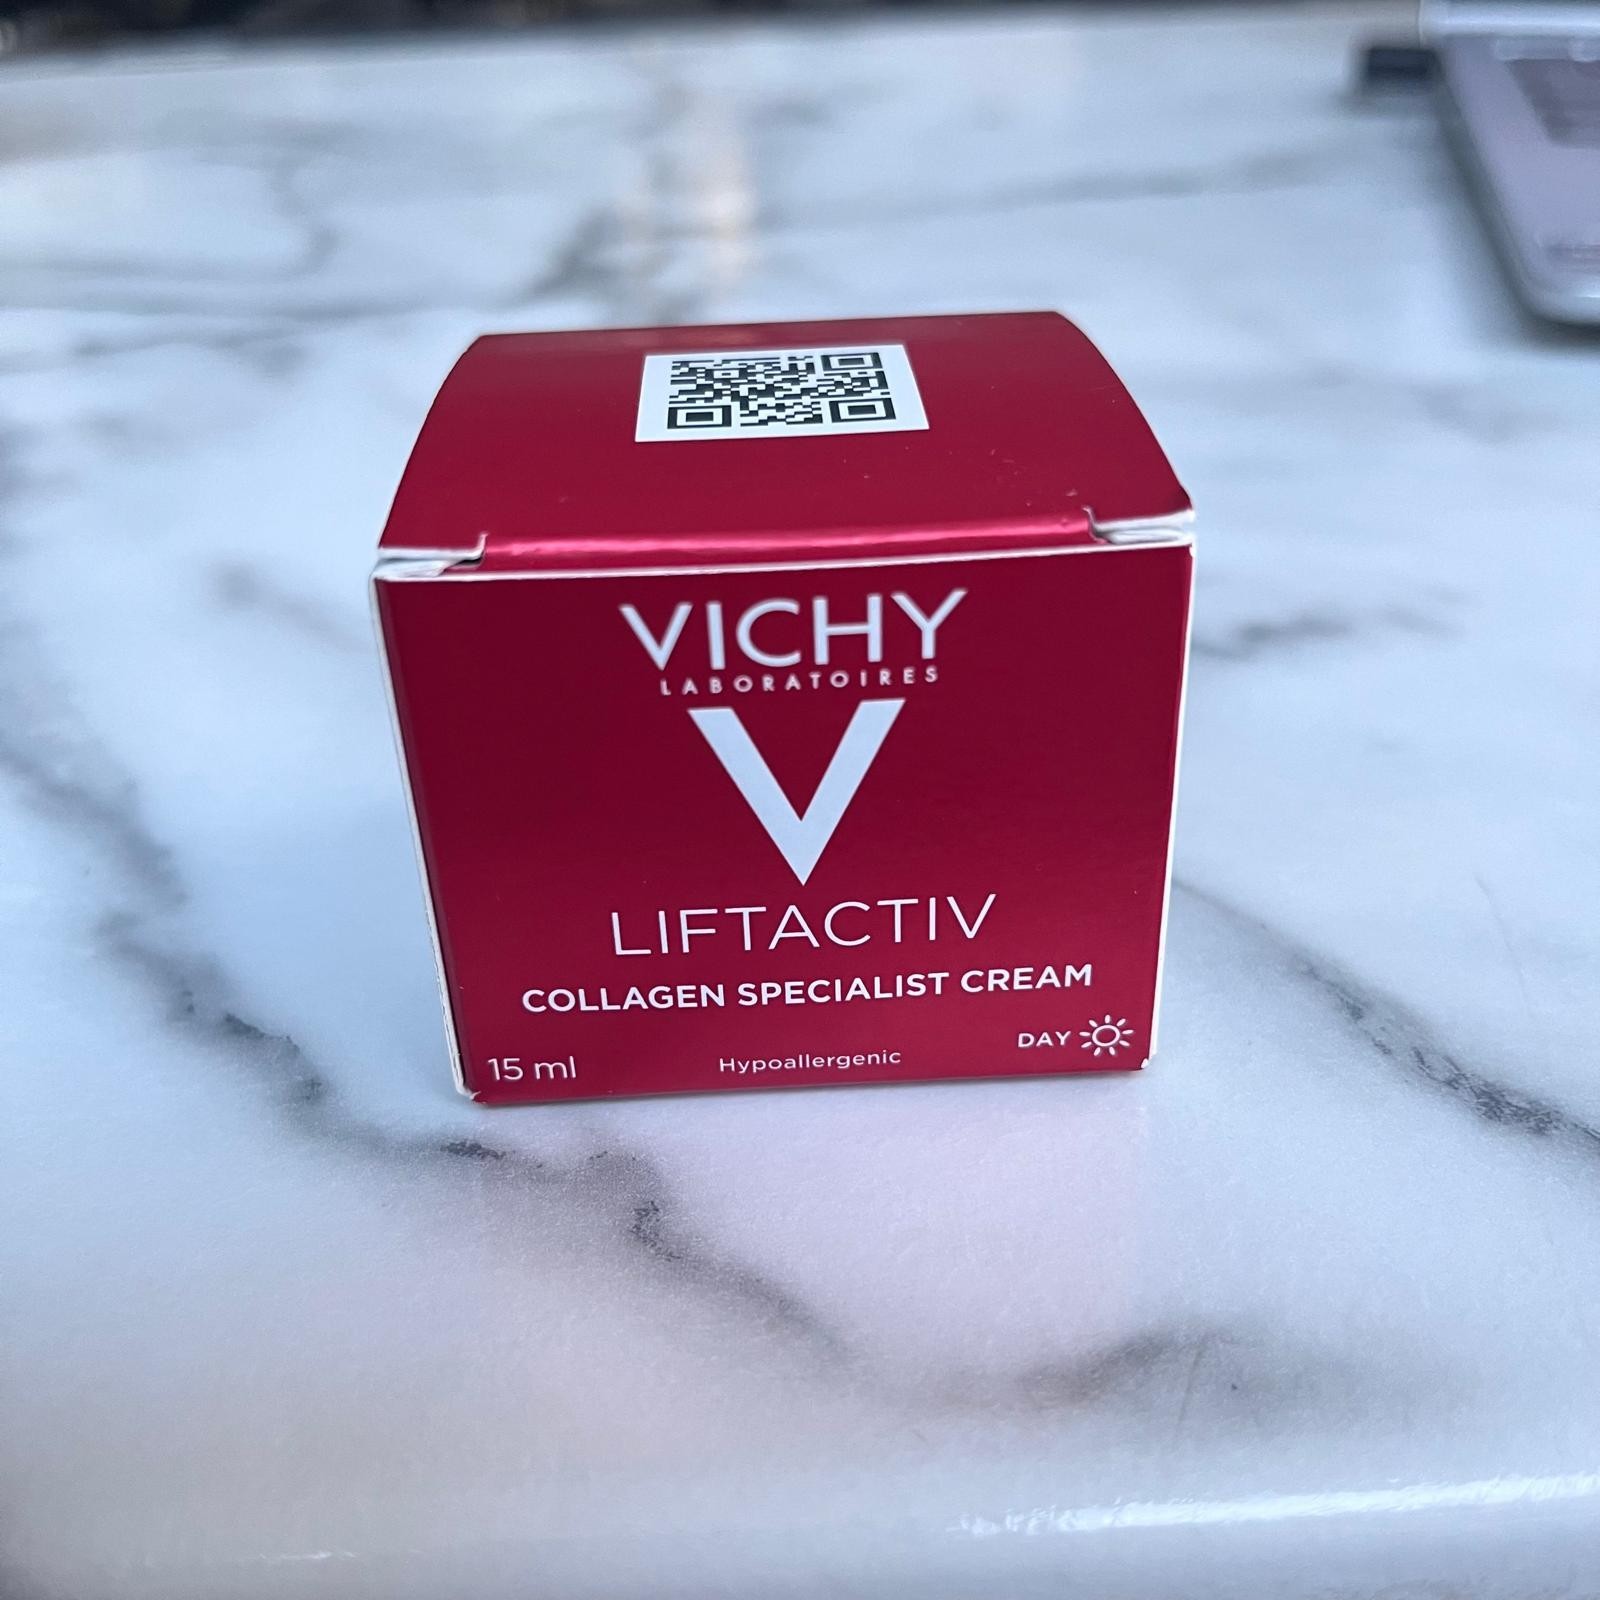 VICHY
LABORATOIRES
V
LIFTACTIV
COLLAGEN SPECIALIST CREAM
DAY
15 ml
Hypoallergenic